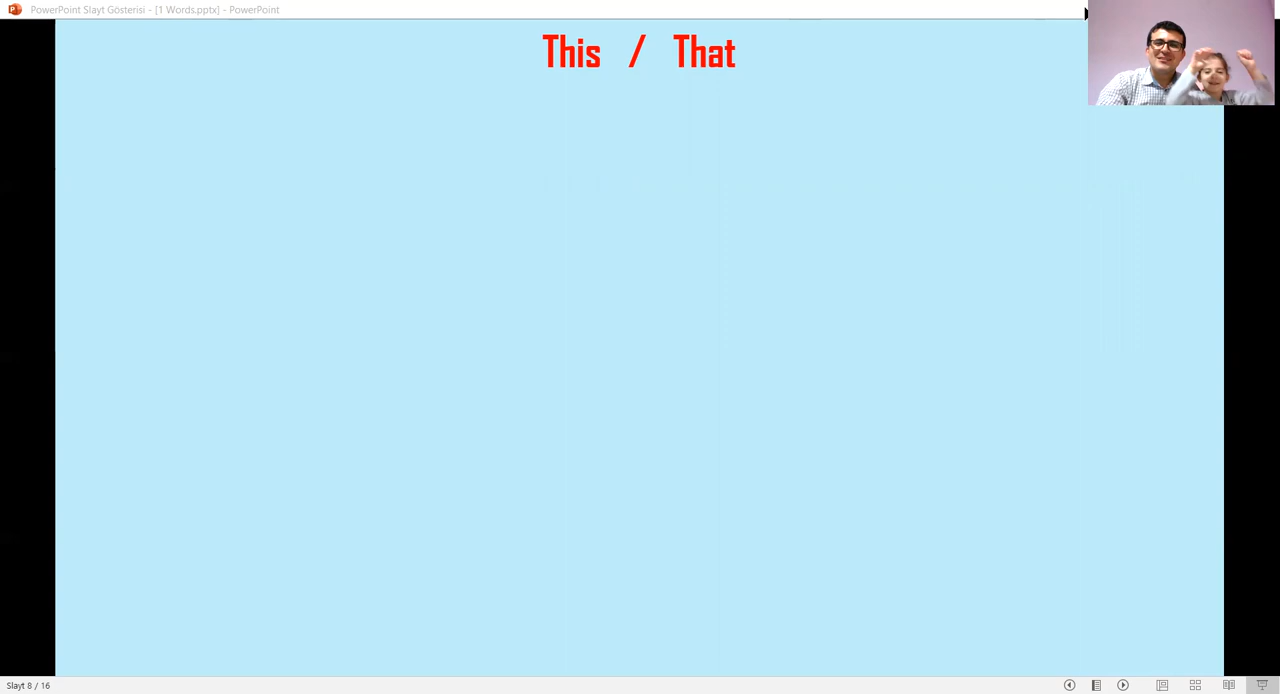 PowerPoint Slayt Gösterisi - [1 Words.pptx] - PowerPoint
This / That
Slayt 8 / 16